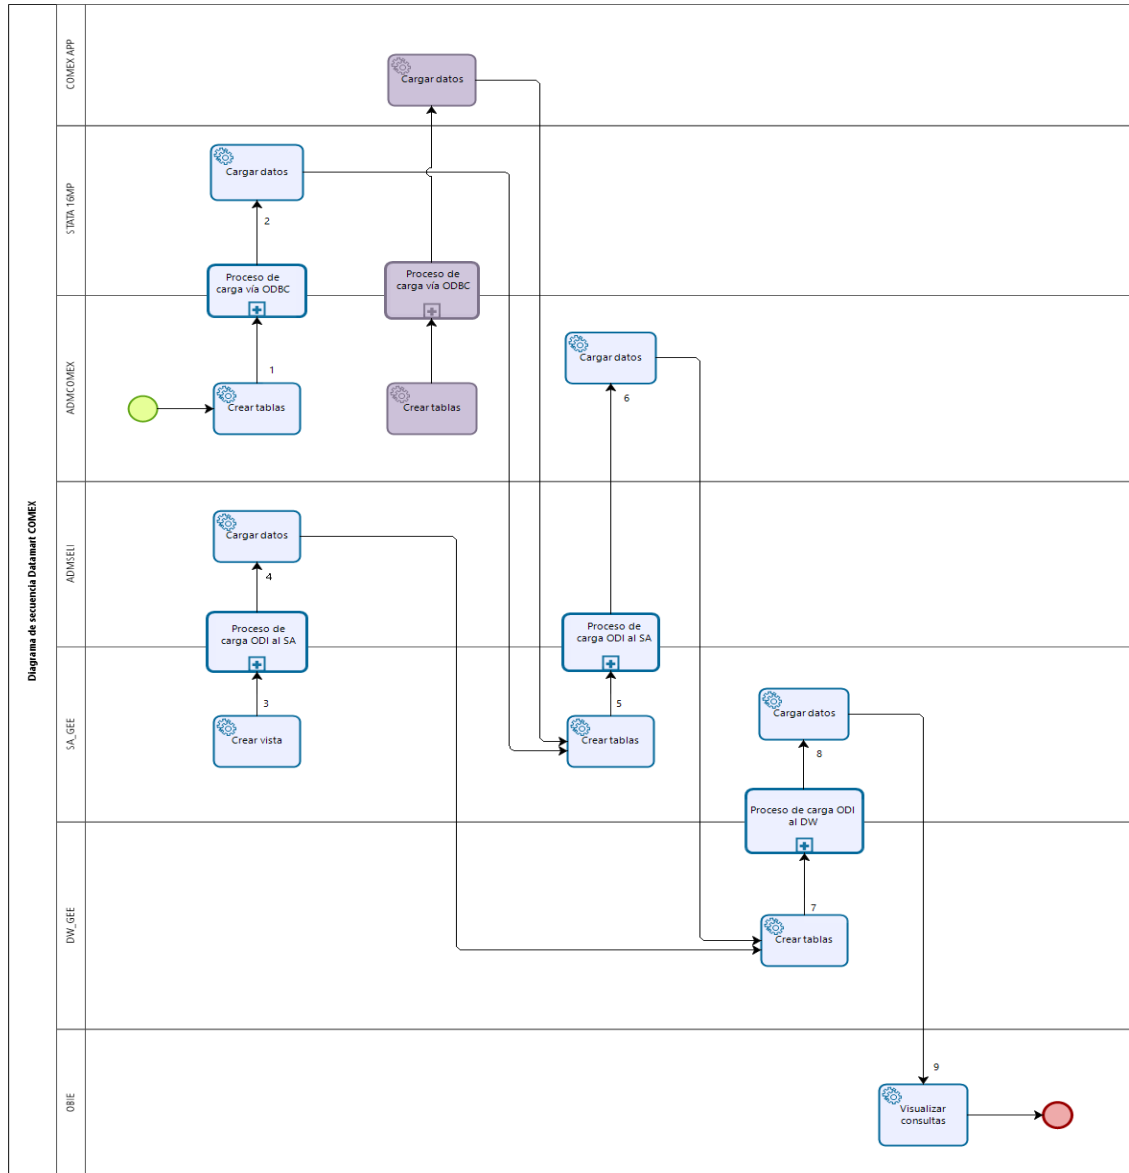 Diagrama de secuencia Datamart COMEX
COMEX APP
Cargar datos
STATA 16MP
Cargar datos
2
Proceso de
carga vía ODBC
Proceso de
carga vía ODBC
ADMCOMEX
1
Crear tablas
Crear tablas
Cargar datos
6
ADMSELI
Cargar datos
4
Proceso de
carga ODI al SA
Proceso de
carga ODI al SA
SA_GEE
3
Crear vista
5
Crear tablas
Cargar datos
8
Proceso de carga ODI
al DW
DW_GEE
7
Crear tablas
OBIE
9
Visualizar
consultas